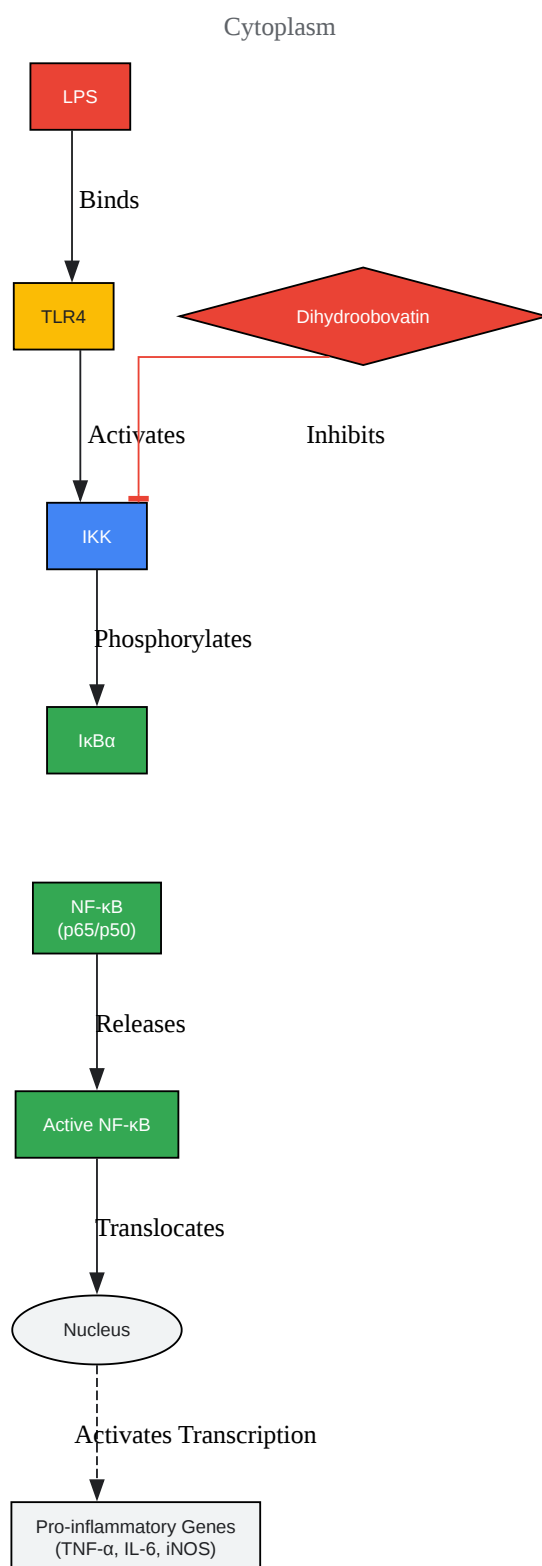 Cytoplasm
LPS
Binds
TLR4
Dihydroobovatin
Activates
Inhibits
IKK
Phosphorylates
IκBα
NF-κB
(p65/p50)
Releases
Active NF-κB
Translocates
Nucleus
Activates Transcription
Pro-inflammatory Genes
(TNF-α, IL-6, iNOS)